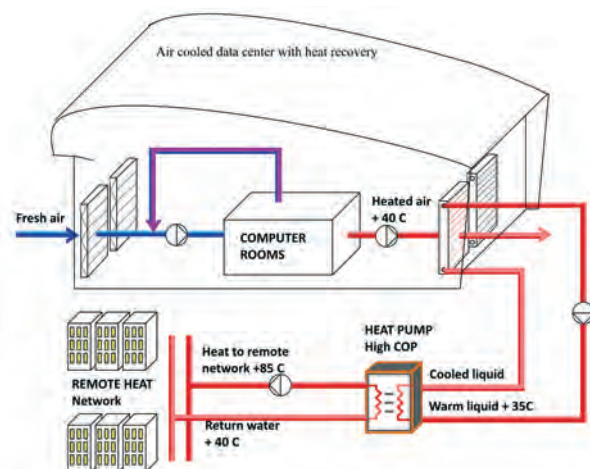 Air cooled data center with heat recovery
Fresh air
COMPUTER
ROOMS
Heated air
+ 40 C
HEAT PUMP
High COP
REMOTE HEAT
Network
Heat to remote
network +85 C
Return water
+ 40 C
Cooled liquid
Warm liquid + 35C